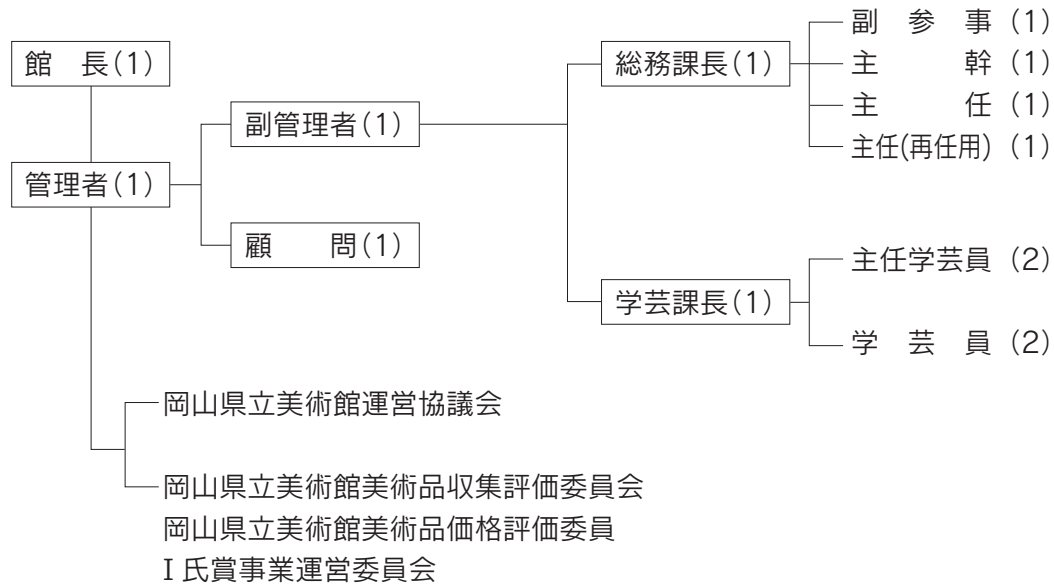 館　長(1)
管理者(1)
副管理者(1)
顧　　問(1)
総務課長(1)
副　参　事 (1)
主　　　幹 (1)
主　　　任 (1)
主任(再任用) (1)
学芸課長(1)
主任学芸員 (2)
学　芸　員 (2)
岡山県立美術館運営協議会
岡山県立美術館美術品収集評価委員会
岡山県立美術館美術品価格評価委員
I 氏賞事業運営委員会